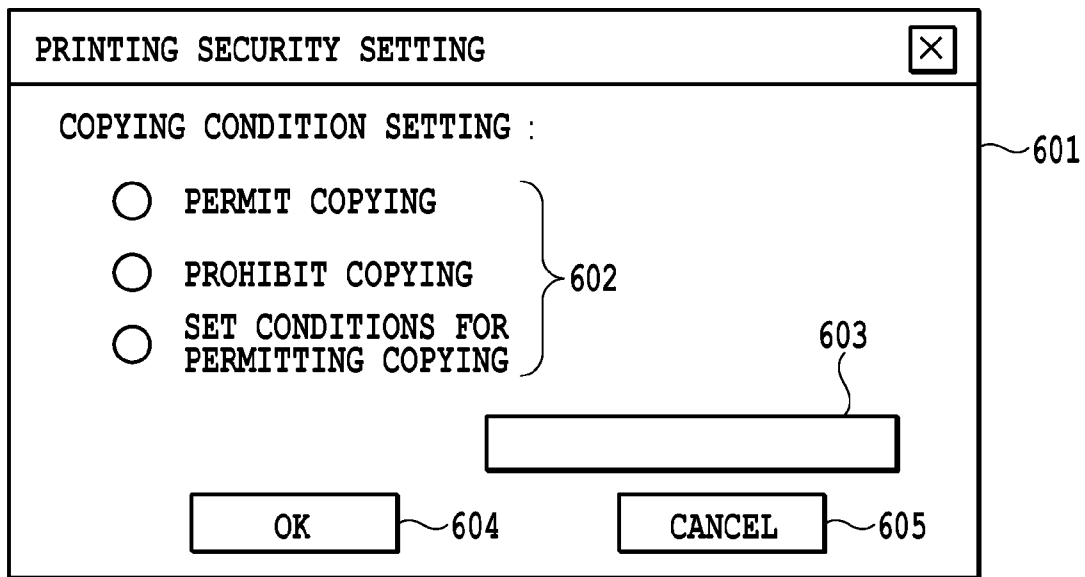 PRINTING SECURITY SETTING
COPYING CONDITION SETTING :
601
PERMIT COPYING
PROHIBIT COPYING
602
SET CONDITIONS FOR
PERMITTING COPYING
603
OK
604
CANCEL
605